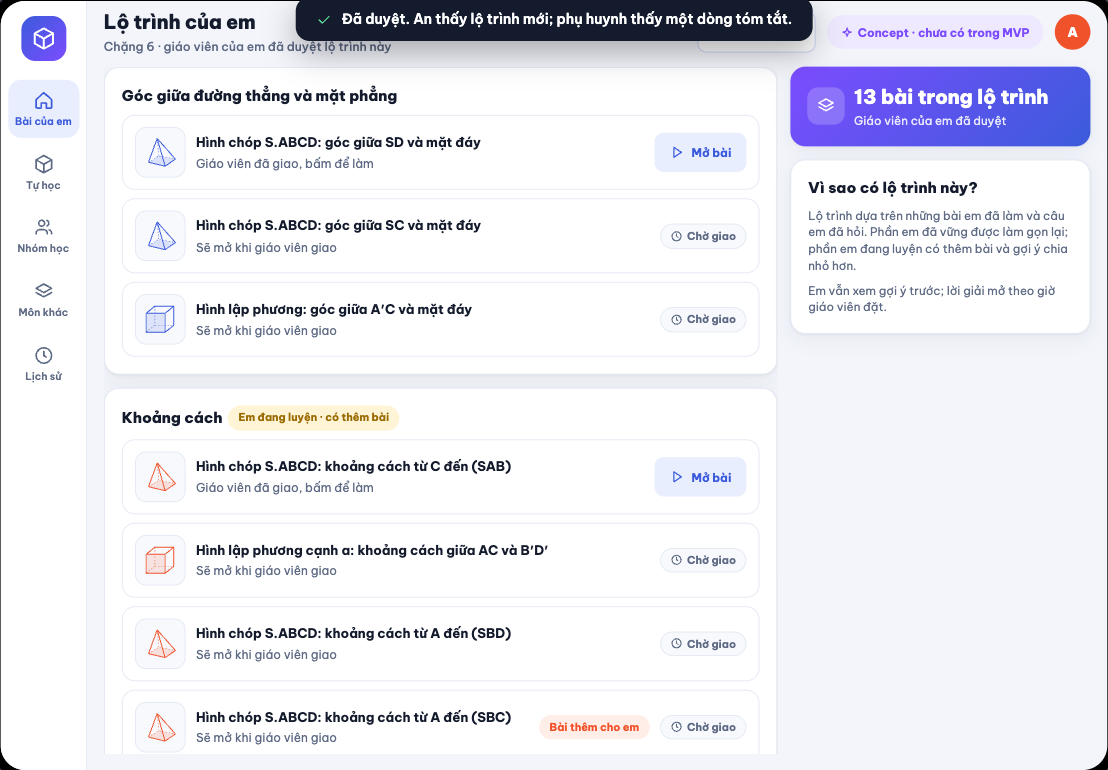 Đã duyệt. An thấy lộ trình mới; phụ huynh thấy một dòng tóm tắt.
Lộ trình của em
Chặng 6 · giáo viên của em đã duyệt lộ trình này
Concept · chưa có trong MVP
A
Bài của em
Tự học
Nhóm học
Môn khác
Lịch sử
Góc giữa đường thẳng và mặt phẳng
Hình chóp S.ABCD: góc giữa SD và mặt đáy
Giáo viên đã giao, bấm để làm
Mở bài
Hình chóp S.ABCD: góc giữa SC và mặt đáy
Sẽ mở khi giáo viên giao
Chờ giao
Hình lập phương: góc giữa A’C và mặt đáy
Sẽ mở khi giáo viên giao
Chờ giao
Khoảng cách
Em đang luyện · có thêm bài
Hình chóp S.ABCD: khoảng cách từ C đến (SAB)
Giáo viên đã giao, bấm để làm
Mở bài
Hình lập phương cạnh a: khoảng cách giữa AC và B’D’
Sẽ mở khi giáo viên giao
Chờ giao
Hình chóp S.ABCD: khoảng cách từ A đến (SBD)
Sẽ mở khi giáo viên giao
Chờ giao
Hình chóp S.ABCD: khoảng cách từ A đến (SBC)
Sẽ mở khi giáo viên giao
Bài thêm cho em
Chờ giao
13 bài trong lộ trình
Giáo viên của em đã duyệt
Vì sao có lộ trình này?
Lộ trình dựa trên những bài em đã làm và câu
em đã hỏi. Phần em đã vững được làm gọn lại;
phần em đang luyện có thêm bài và gợi ý chia
nhỏ hơn.
Em vẫn xem gợi ý trước; lời giải mở theo giờ
giáo viên đặt.